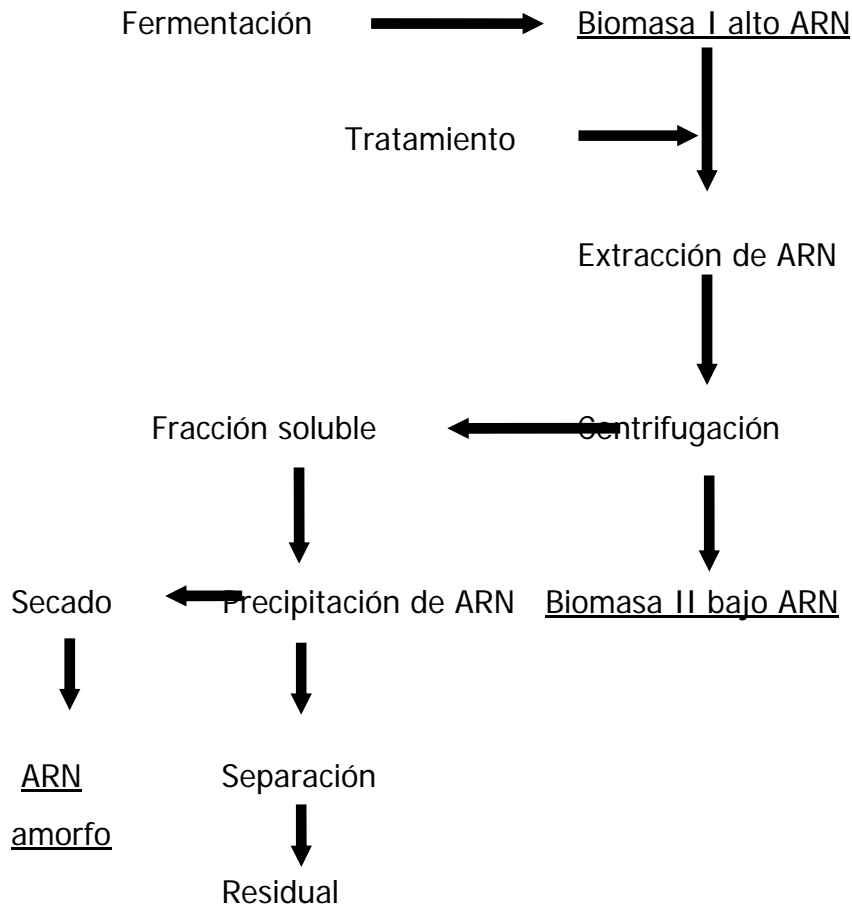 Fermentación
Biomasa I alto ARN
Tratamiento
Extracción de ARN
Fracción soluble
Centrifugación
Secado
Precipitación de ARN
Biomasa II bajo ARN
ARN
amorfo
Separación
Residual